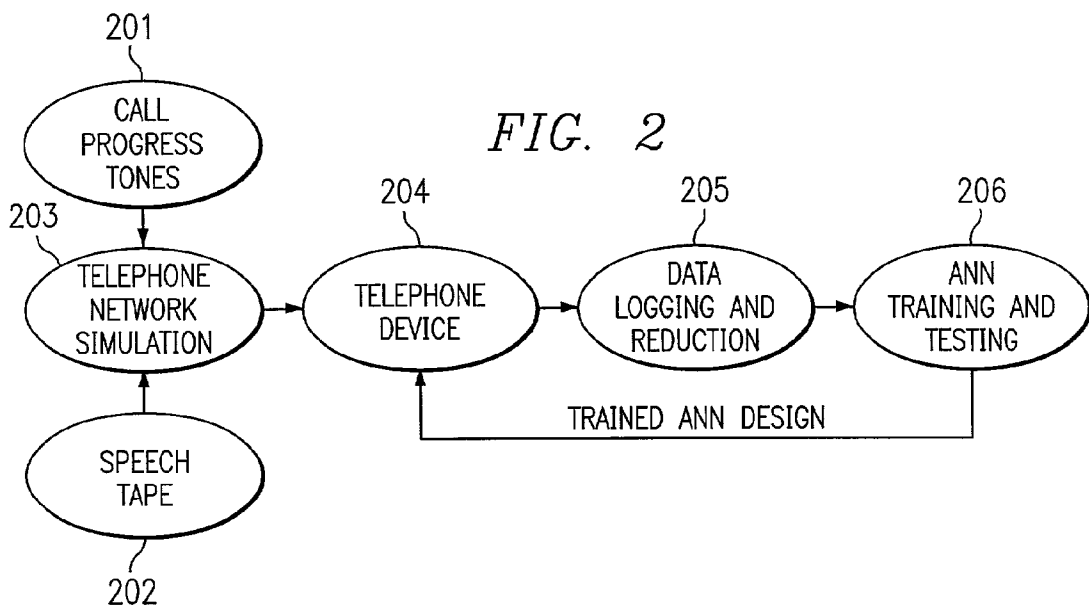 201
CALL
PROGRESS
TONES
FIG. 2
203
TELEPHONE
NETWORK
SIMULATION
204
TELEPHONE
DEVICE
205
DATA
LOGGING AND
REDUCTION
206
ANN
TRAINING AND
TESTING
TRAINED ANN DESIGN
SPEECH
TAPE
202